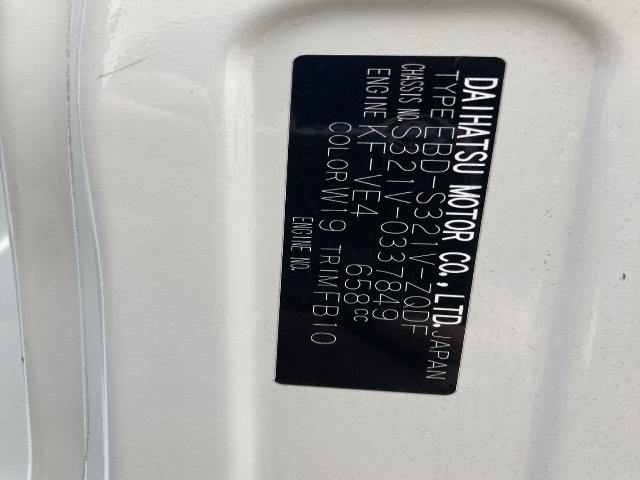 DAIHATSU MOTOR CO., LTD. JAPAN
TYPE EBD-S321V-ZQDF
CHASSIS NO. S321V-0337849
ENGINE KF-VE4 658cc
COLOR W19 TRIM FB10
ENGINE NO.